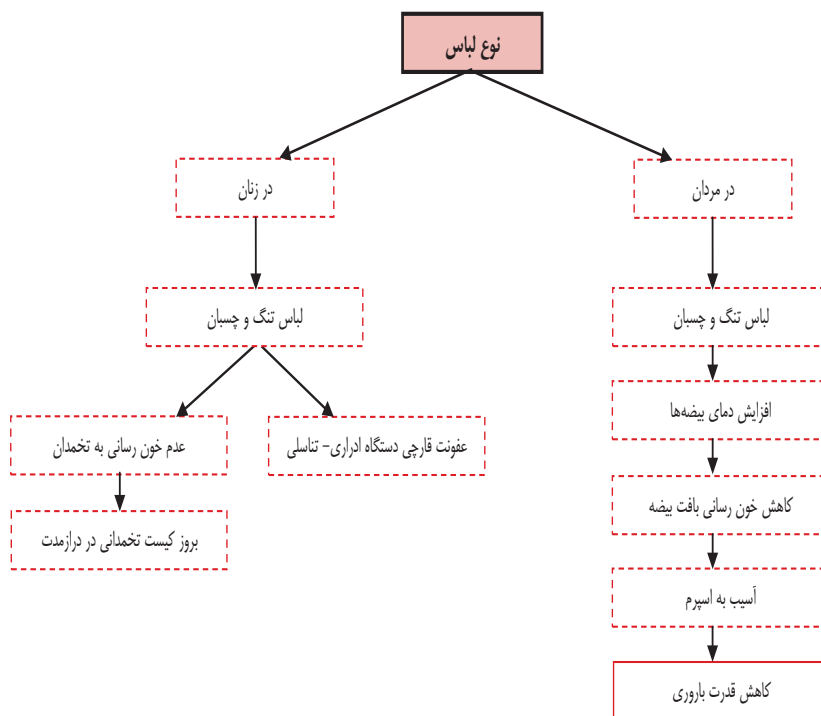 نوع لباس
در مردان
در زنان
لباس تنگ و چسبان
لباس تنگ و چسبان
افزایش دمای بیضه‌ها
عفونت قارچی دستگاه ادراری- تناسلی
عدم خون رسانی به تخمدان
کاهش خون رسانی بافت بیضه
بروز کیست تخمدانی در درازمدت
آسیب به اسپرم
کاهش قدرت باروری